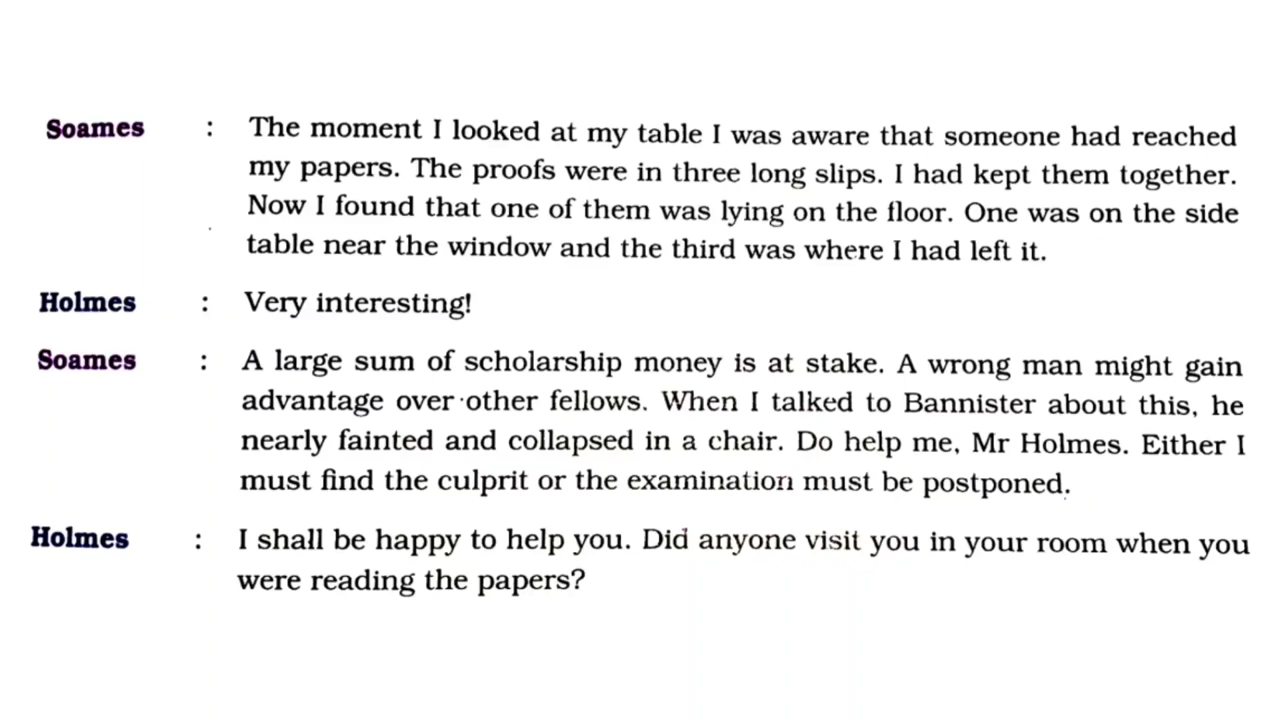 Soames : The moment I looked at my table I was aware that someone had reached
my papers. The proofs were in three long slips. I had kept them together.
Now I found that one of them was lying on the floor. One was on the side
table near the window and the third was where I had left it.
Holmes : Very interesting!
Soames : A large sum of scholarship money is at stake. A wrong man might gain
advantage over other fellows. When I talked to Bannister about this, he
nearly fainted and collapsed in a chair. Do help me, Mr Holmes. Either I
must find the culprit or the examination must be postponed.
Holmes : I shall be happy to help you. Did anyone visit you in your room when you
were reading the papers?